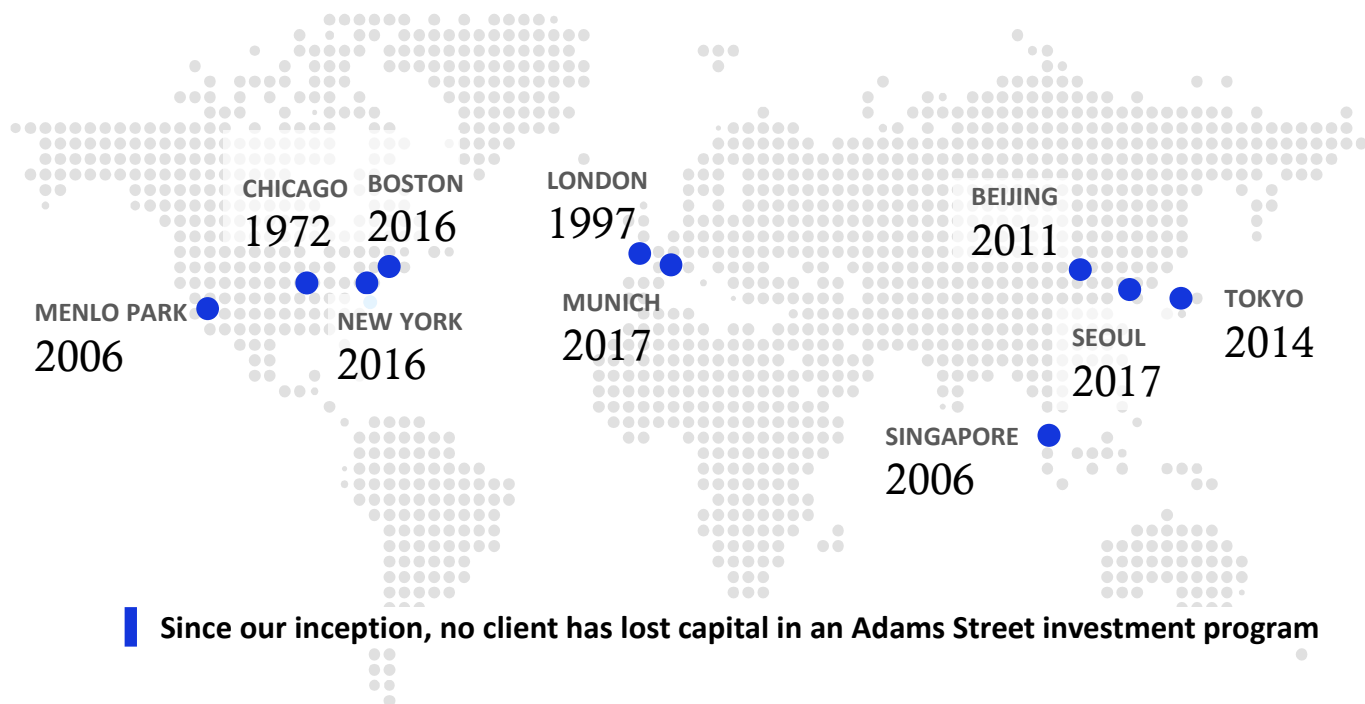 CHICAGO
1972
BOSTON
2016
LONDON
1997
BEIJING
2011
MENLO PARK
2006
NEW YORK
2016
MUNICH
2017
SEOUL
2017
TOKYO
2014
SINGAPORE
2006
Since our inception, no client has lost capital in an Adams Street investment program